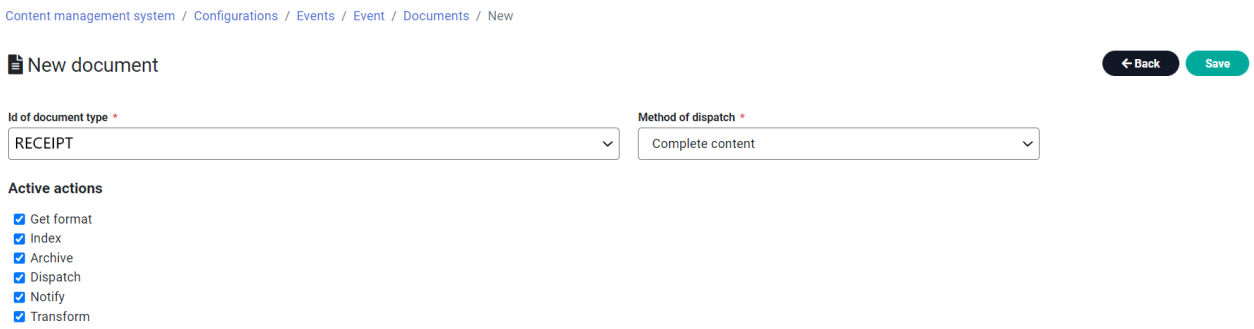 Content management system / Configurations / Events / Event / Documents / New
New document
← Back
Save
Id of document type *
Method of dispatch *
RECEIPT
Complete content
Active actions
Get format
Index
Archive
Dispatch
Notify
Transform